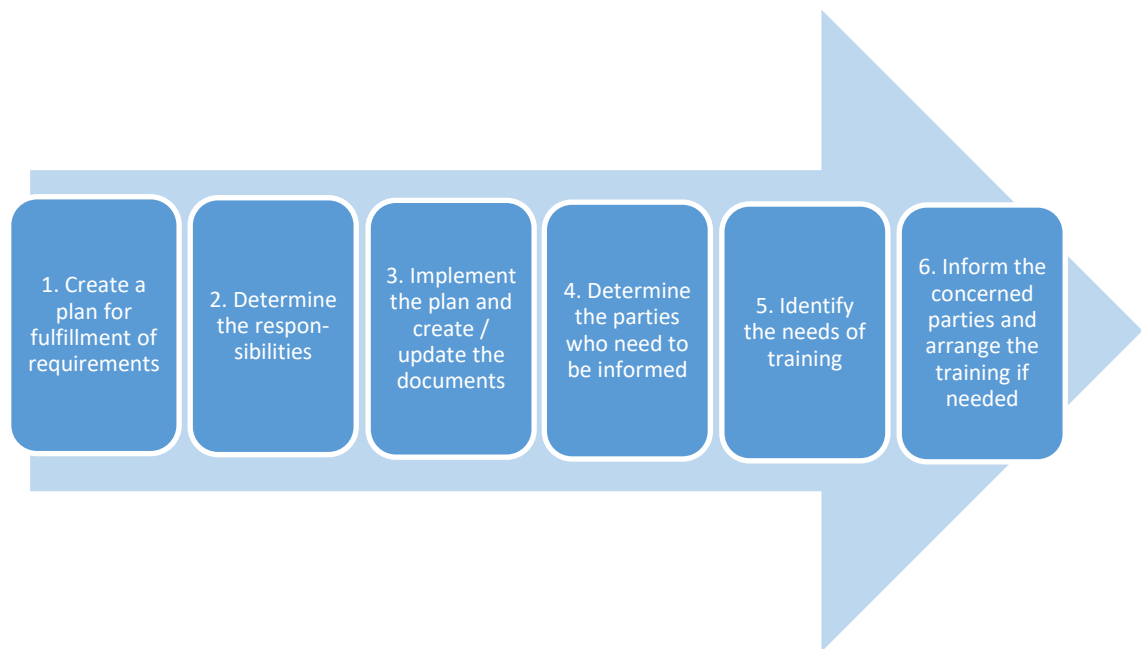 1. Create a
plan for
fulfillment of
requirements
2. Determine
the respon-
sibilities
3. Implement
the plan and
create /
update the
documents
4. Determine
the parties
who need to
be informed
5. Identify
the needs of
training
6. Inform the
concerned
parties and
arrange the
training if
needed